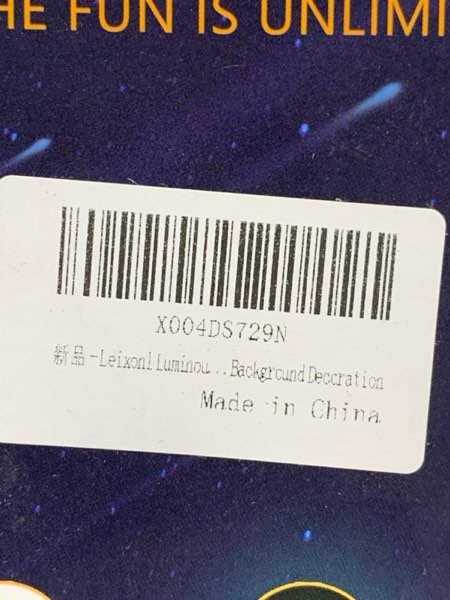 HE FUN IS UNLIMI
X004DS729N
新品-Leixonl Luminou...Background Decoration
Made in China